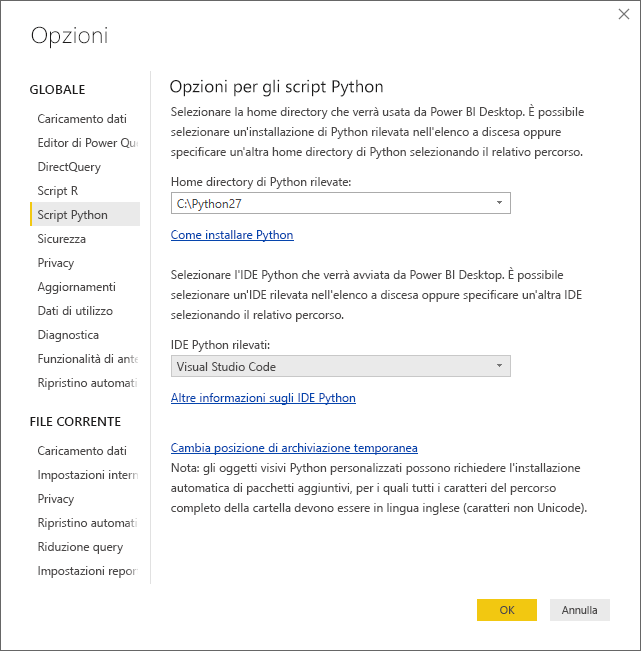 Opzioni
GLOBALE
Caricamento dati
Editor di Power Qu
DirectQuery
Script R
Script Python
Sicurezza
Privacy
Aggiornamenti
Dati di utilizzo
Diagnostica
Funzionalità di ante
Ripristino automati
FILE CORRENTE
Caricamento dati
Impostazioni intern
Privacy
Ripristino automati
Riduzione query
Impostazioni repor
Opzioni per gli script Python
Selezionare la home directory che verrà usata da Power BI Desktop. È possibile
selezionare un'installazione di Python rilevata nell'elenco a discesa oppure
specificare un'altra home directory di Python selezionando il relativo percorso.
Home directory di Python rilevate:
C:\Python27
Come installare Python
Selezionare l'IDE Python che verrà avviata da Power BI Desktop. È possibile
selezionare un'IDE rilevata nell'elenco a discesa oppure specificare un'altra IDE
selezionando il relativo percorso.
IDE Python rilevati:
Visual Studio Code
Altre informazioni sugli IDE Python
Cambia posizione di archiviazione temporanea
Nota: gli oggetti visivi Python personalizzati possono richiedere l'installazione
automatica di pacchetti aggiuntivi, per i quali tutti i caratteri del percorso
completo della cartella devono essere in lingua inglese (caratteri non Unicode).
OK
Annulla